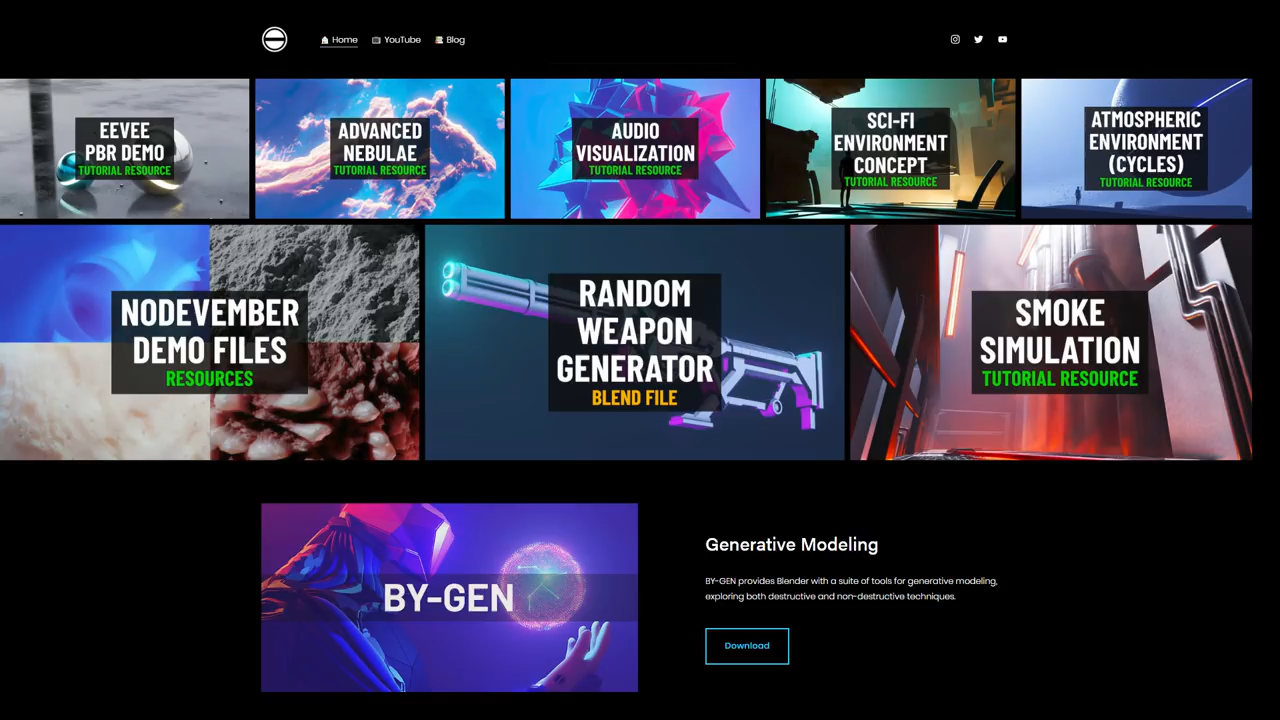 Home YouTube Blog
EEVEE
PBR DEMO
TUTORIAL RESOURCE
ADVANCED
NEBULAE
TUTORIAL RESOURCE
AUDIO
VISUALIZATION
TUTORIAL RESOURCE
SCI-FI
ENVIRONMENT
CONCEPT
TUTORIAL RESOURCE
ATMOSPHERIC
ENVIRONMENT
(CYCLES)
TUTORIAL RESOURCE
NODEVEMBER
DEMO FILES
RESOURCES
RANDOM
WEAPON
GENERATOR
BLEND FILE
SMOKE
SIMULATION
TUTORIAL RESOURCE
BY-GEN
Generative Modeling
BY-GEN provides Blender with a suite of tools for generative modeling,
exploring both destructive and non-destructive techniques.
Download